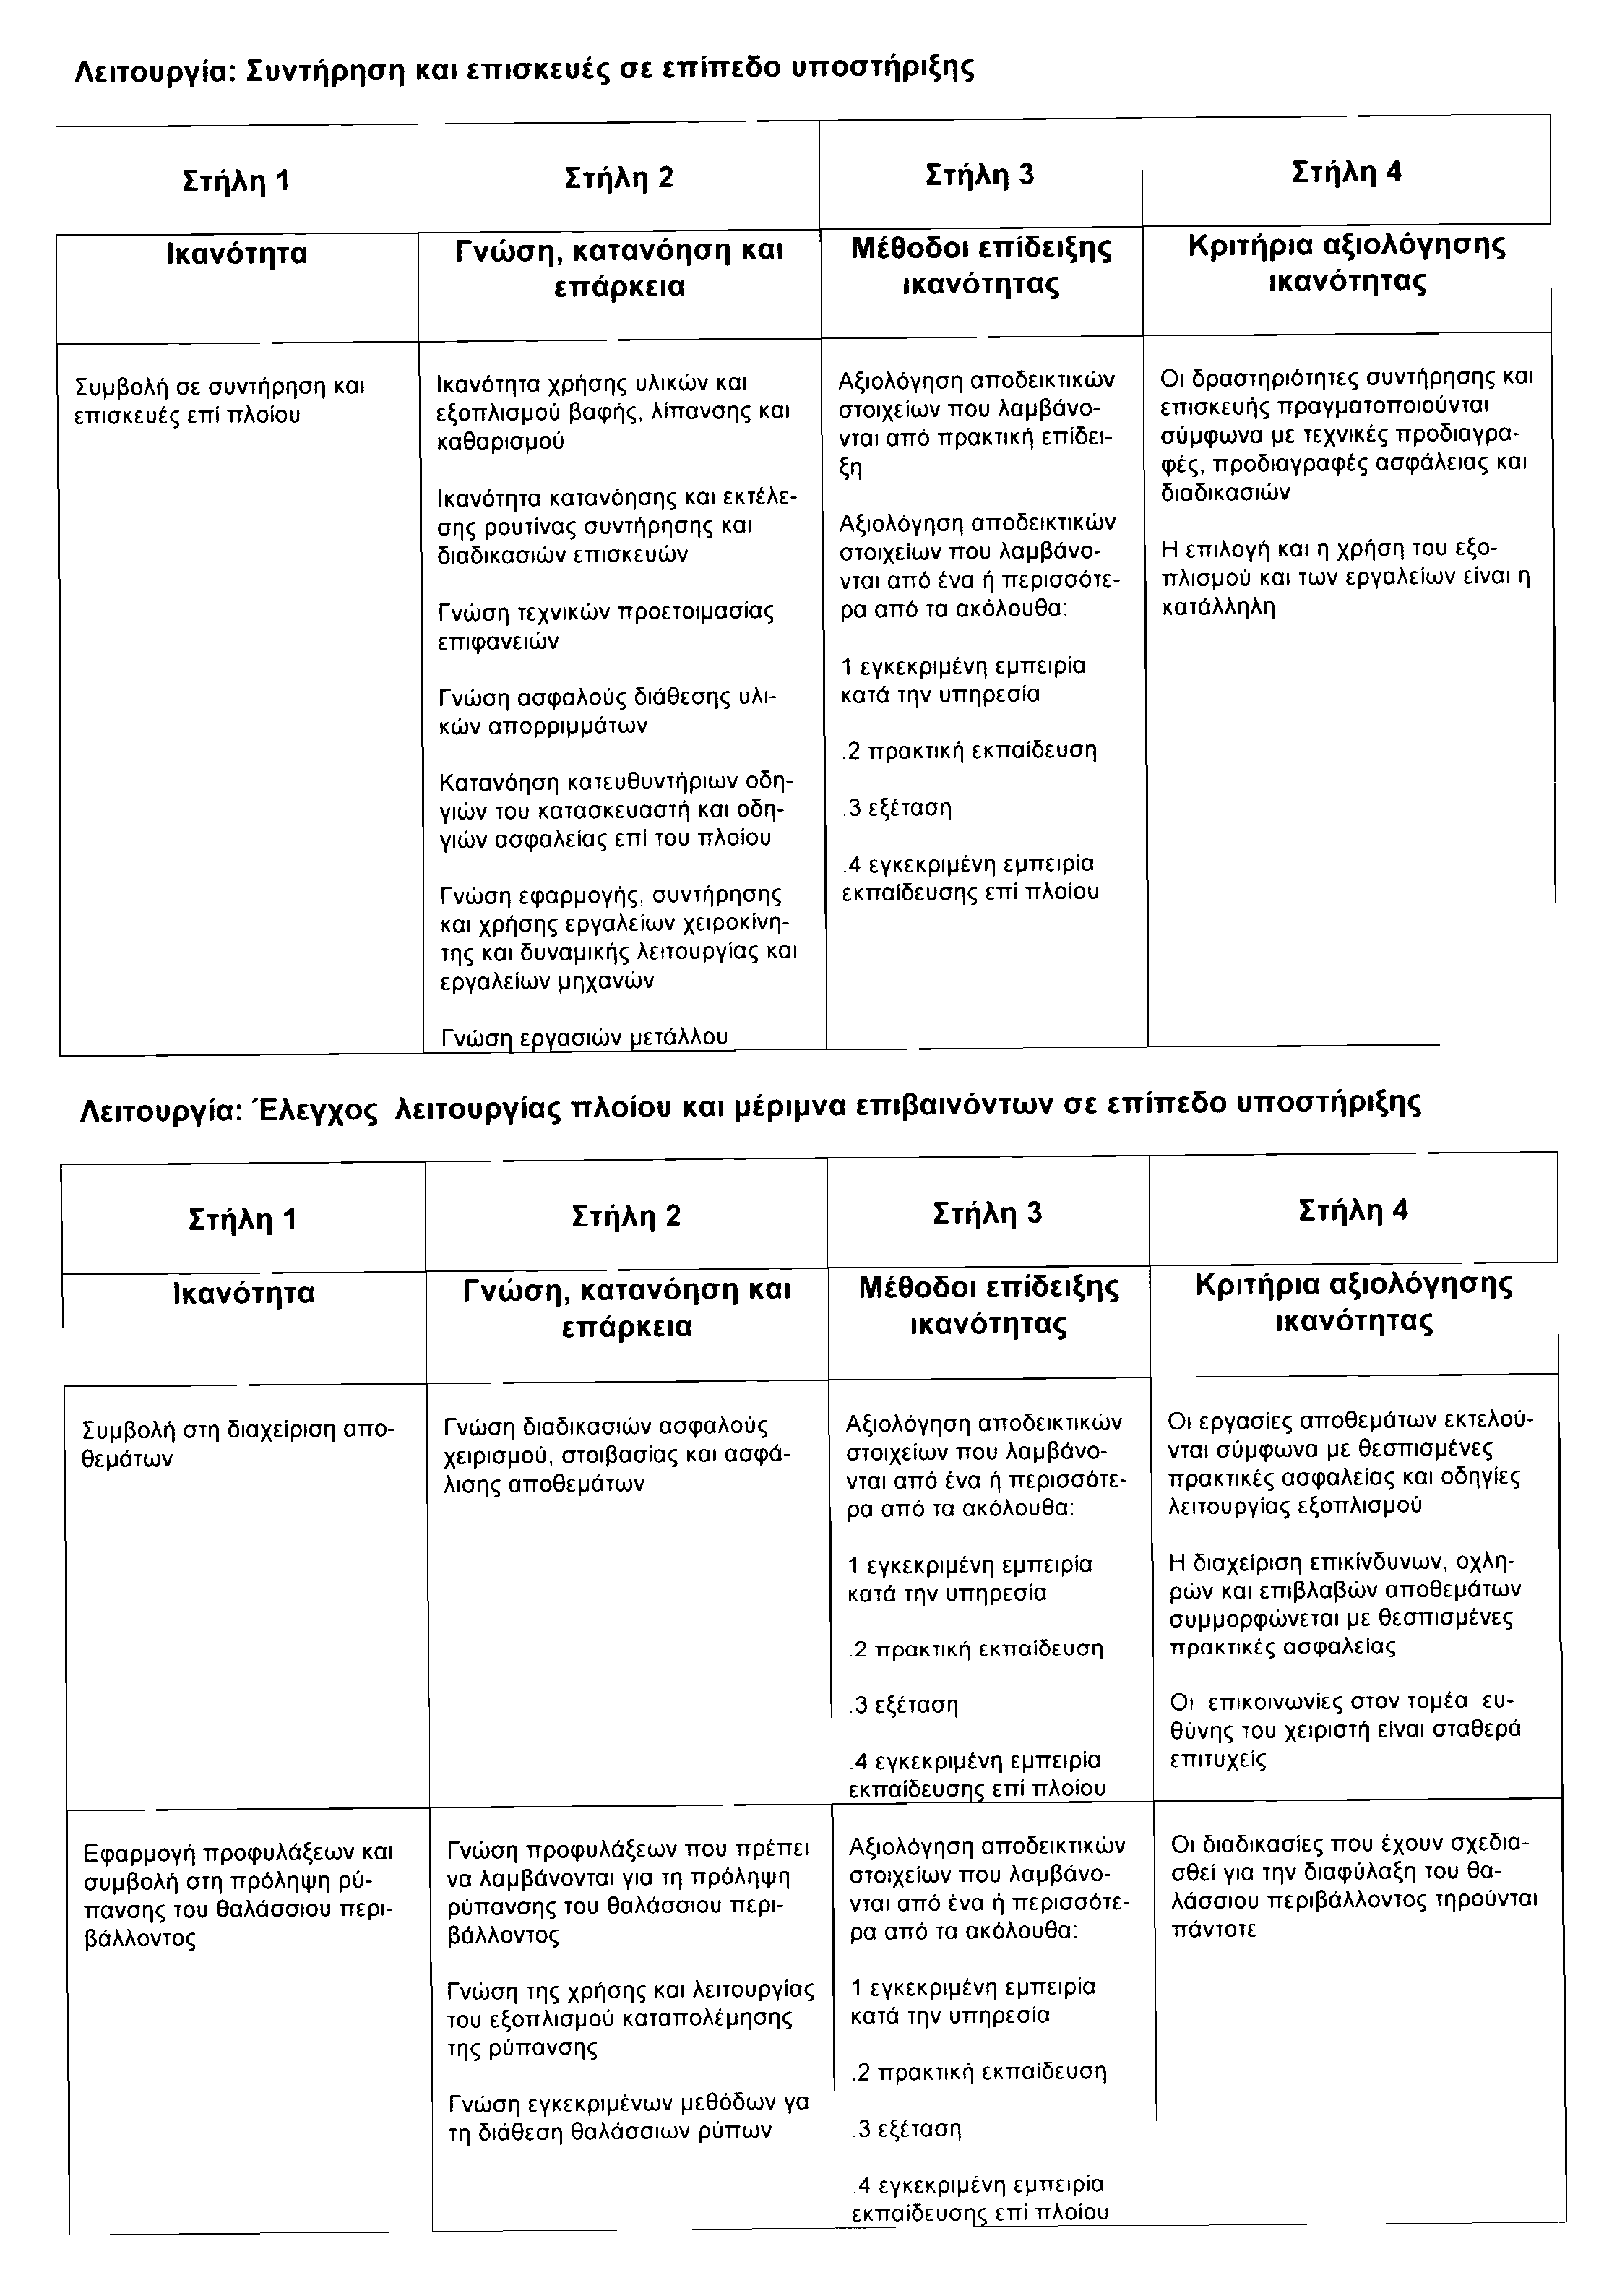 Λειτουργία: Συντήρηση και επισκευές σε επίπεδο υποστήριξης
Στήλη 1
Στήλη 2
Στήλη 3
Στήλη 4
Ικανότητα
Γνώση, κατανόηση και
επάρκεια
Μέθοδοι επίδειξης
ικανότητας
Κριτήρια αξιολόγησης
ικανότητας
Συμβολή σε συντήρηση και
επισκευές επί πλοίου
Ικανότητα χρήσης υλικών και
εξοπλισμού βαφής, λίπανσης και
καθαρισμού
Ικανότητα κατανόησης και εκτέλε-
σης ρουτίνας συντήρησης και
διαδικασιών επισκευών
Γνώση τεχνικών προετοιμασίας
επιφανειών
Γνώση ασφαλούς διάθεσης υλι-
κών απορριμμάτων
Κατανόηση κατευθυντήριων οδη-
γιών του κατασκευαστή και οδη-
γιών ασφαλείας επί του πλοίου
Γνώση εφαρμογής, συντήρησης
και χρήσης εργαλείων χειροκίνη-
της και δυναμικής λειτουργίας και
εργαλείων μηχανών
Γνώση εργασιών μετάλλου
Αξιολόγηση αποδεικτικών
στοιχείων που λαμβάνο-
νται από πρακτική επίδει-
ξη
Αξιολόγηση αποδεικτικών
στοιχείων που λαμβάνο-
νται από ένα ή περισσότε-
ρα από τα ακόλουθα:
1 εγκεκριμένη εμπειρία
κατά την υπηρεσία
.2 πρακτική εκπαίδευση
.3 εξέταση
.4 εγκεκριμένη εμπειρία
εκπαίδευσης επί πλοίου
Οι δραστηριότητες συντήρησης και
επισκευής πραγματοποιούνται
σύμφωνα με τεχνικές προδιαγρα-
φές, προδιαγραφές ασφάλειας και
διαδικασιών
Η επιλογή και η χρήση του εξο-
πλισμού και των εργαλείων είναι η
κατάλληλη
Λειτουργία: Έλεγχος λειτουργίας πλοίου και μέριμνα επιβαινόντων σε επίπεδο υποστήριξης
Στήλη 1
Στήλη 2
Στήλη 3
Στήλη 4
Ικανότητα
Γνώση, κατανόηση και
επάρκεια
Μέθοδοι επίδειξης
ικανότητας
Κριτήρια αξιολόγησης
ικανότητας
Συμβολή στη διαχείριση απο-
θεμάτων
Γνώση διαδικασιών ασφαλούς
χειρισμού, στοιβασίας και ασφά-
λισης αποθεμάτων
Αξιολόγηση αποδεικτικών
στοιχείων που λαμβάνο-
νται από ένα ή περισσότε-
ρα από τα ακόλουθα:
1 εγκεκριμένη εμπειρία
κατά την υπηρεσία
.2 πρακτική εκπαίδευση
.3 εξέταση
.4 εγκεκριμένη εμπειρία
εκπαίδευσης επί πλοίου
Οι εργασίες αποθεμάτων εκτελού-
νται σύμφωνα με θεσπισμένες
πρακτικές ασφαλείας και οδηγίες
λειτουργίας εξοπλισμού
Η διαχείριση επικίνδυνων, οχλη-
ρών και επιβλαβών αποθεμάτων
συμμορφώνεται με θεσπισμένες
πρακτικές ασφαλείας
Οι επικοινωνίες στον τομέα ευ-
θύνης του χειριστή είναι σταθερά
επιτυχείς
Εφαρμογή προφυλάξεων και
συμβολή στη πρόληψη ρύ-
πανσης του θαλάσσιου περι-
βάλλοντος
Γνώση προφυλάξεων που πρέπει
να λαμβάνονται για τη πρόληψη
ρύπανσης του θαλάσσιου περι-
βάλλοντος
Γνώση της χρήσης και λειτουργίας
του εξοπλισμού καταπολέμησης
της ρύπανσης
Γνώση εγκεκριμένων μεθόδων γα
τη διάθεση θαλάσσιων ρύπων
Αξιολόγηση αποδεικτικών
στοιχείων που λαμβάνο-
νται από ένα ή περισσότε-
ρα από τα ακόλουθα:
1 εγκεκριμένη εμπειρία
κατά την υπηρεσία
.2 πρακτική εκπαίδευση
.3 εξέταση
.4 εγκεκριμένη εμπειρία
εκπαίδευσης επί πλοίου
Οι διαδικασίες που έχουν σχεδια-
σθεί για την διαφύλαξη του θα-
λάσσιου περιβάλλοντος τηρούνται
πάντοτε